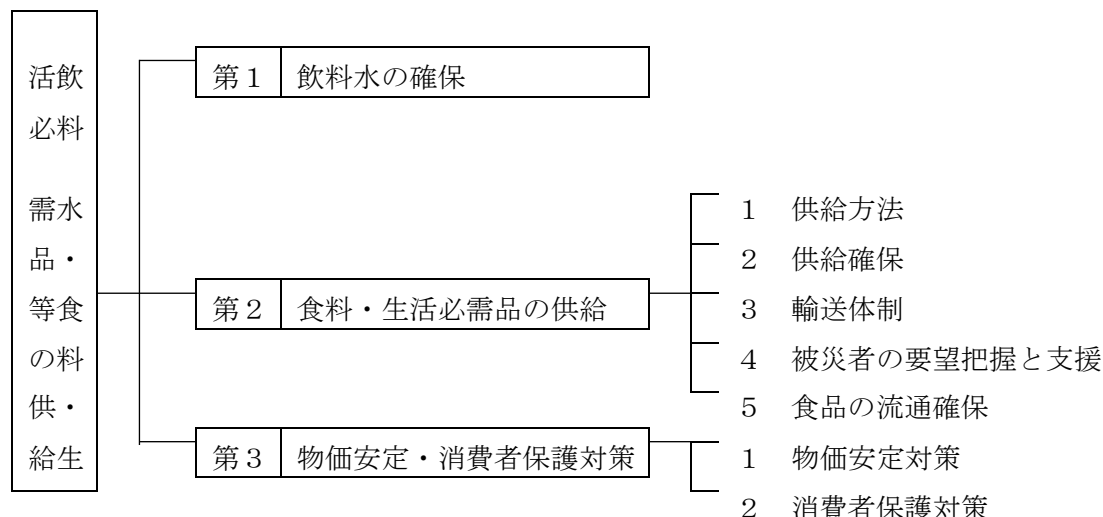 飲料水・食料・生
活必需品等の供給
第１　飲料水の確保
第２　食料・生活必需品の供給
１　供給方法
２　供給確保
３　輸送体制
４　被災者の要望把握と支援
５　食品の流通確保
第３　物価安定・消費者保護対策
１　物価安定対策
２　消費者保護対策